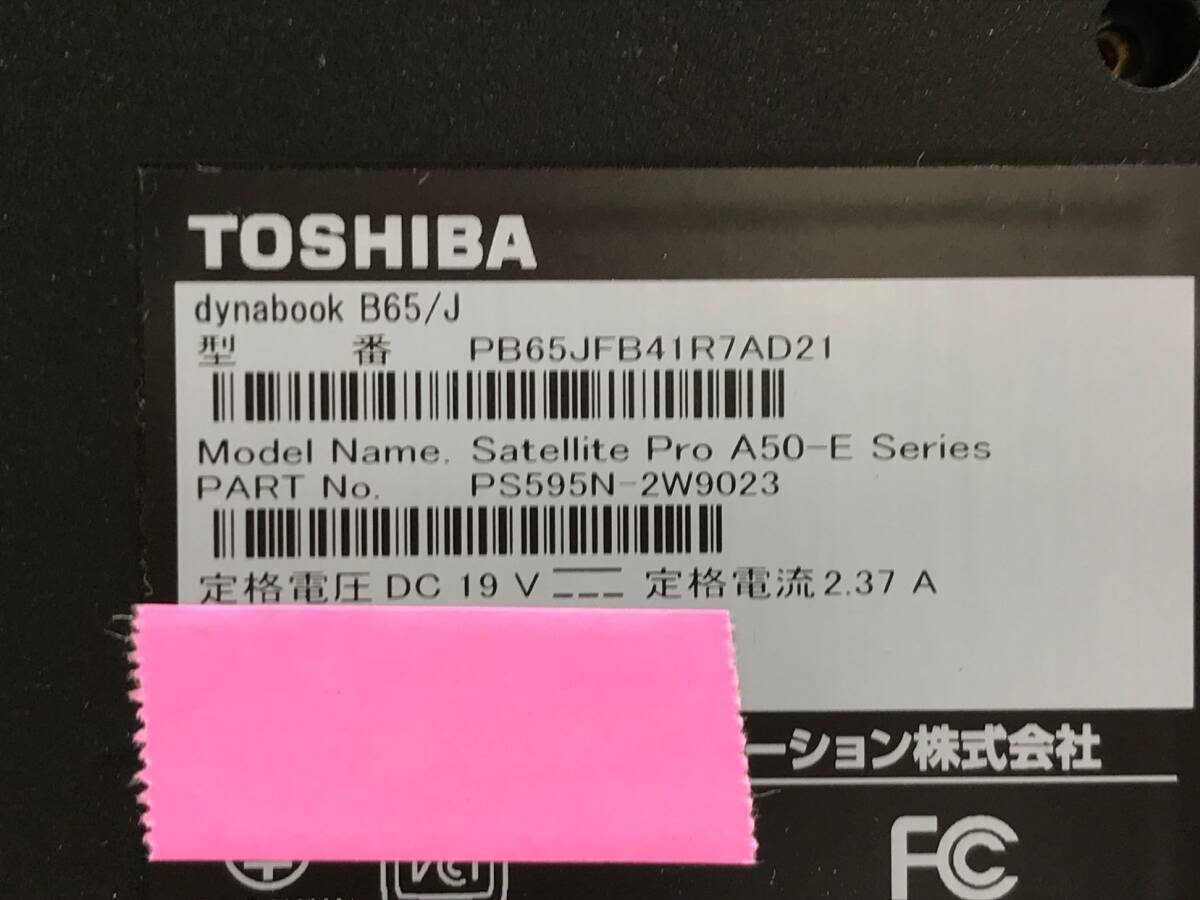 TOSHIBA
dynabook B65/J
型 番 PB65JFB41R7AD21
Model Name. Satellite Pro A50-E Series
PART No. PS595N-2W9023
定格電圧 DC 19 V 定格電流 2.37 A
ーション株式会社
FC